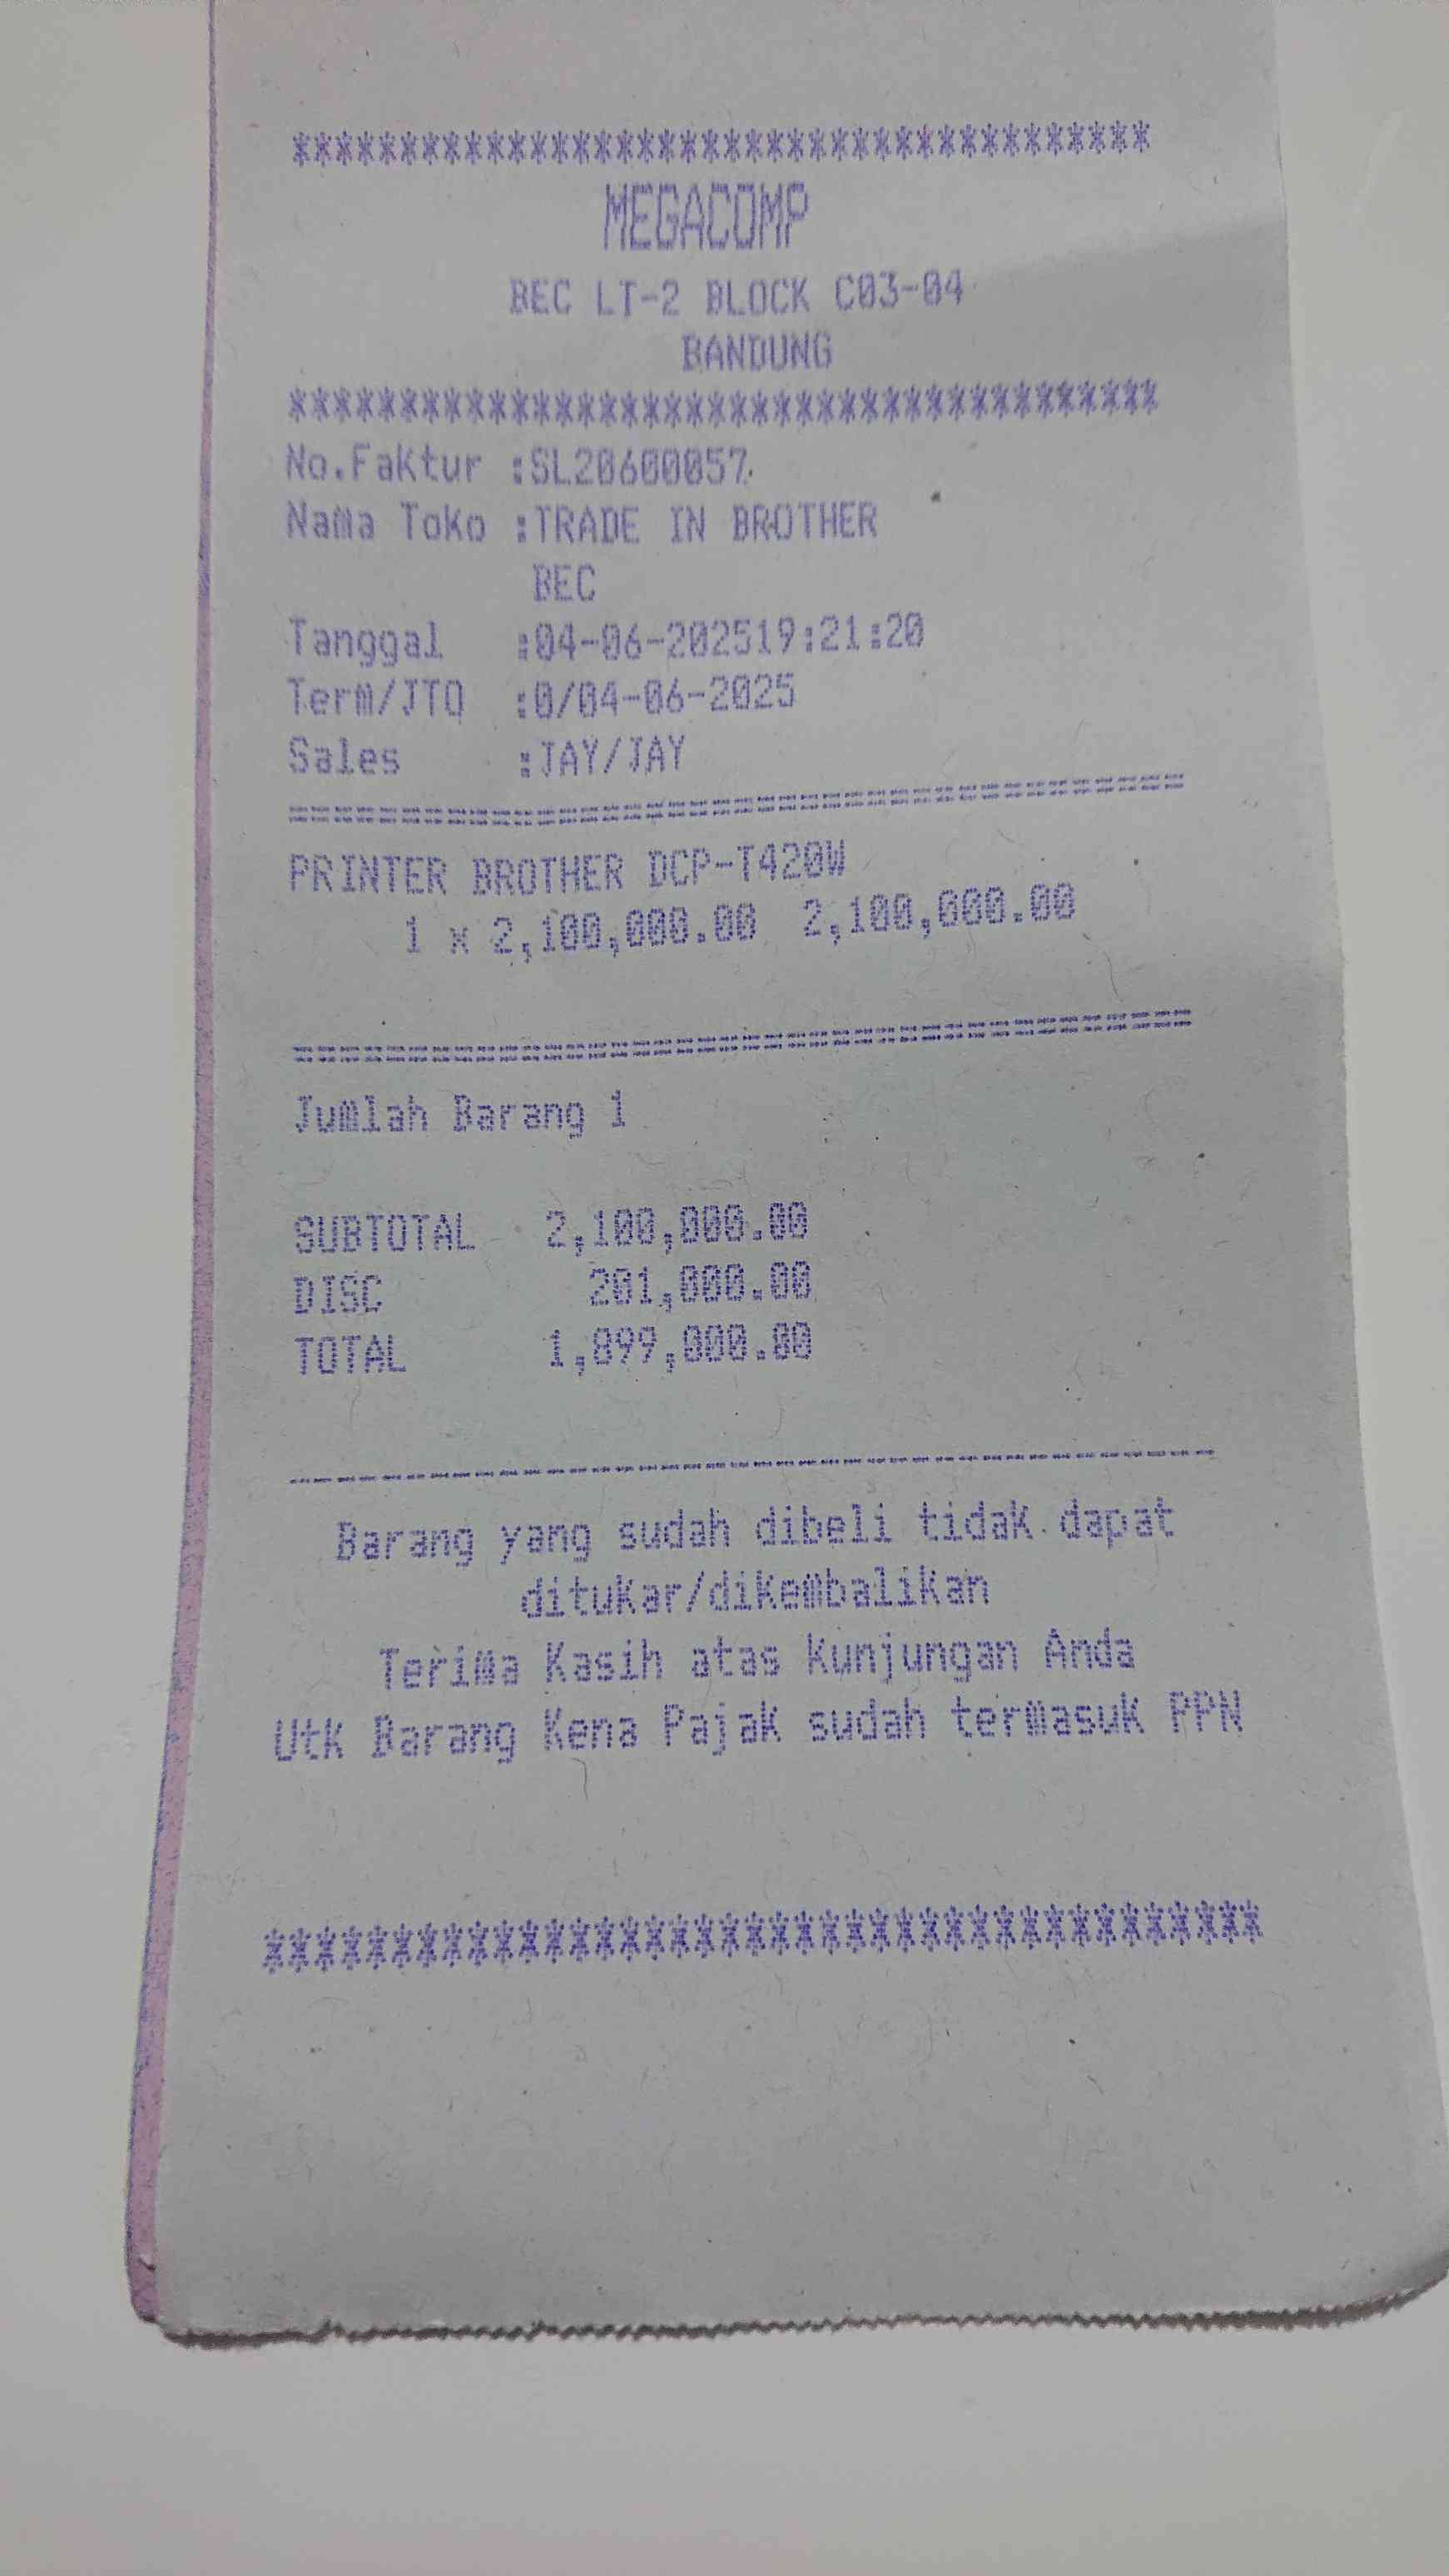 ****************************************
MEGACOMP
BEC LT-2 BLOCK C03-04
BANDUNG
****************************************
No.Faktur :SL20600057
Nama Toko :TRADE IN BROTHER
BEC
Tanggal :04-06-202519:21:20
Term/JTO :0/04-06-2025
Sales :JAY/JAY
========================================
PRINTER BROTHER DCP-T420W
1 x 2,100,000.00 2,100,000.00
========================================
Jumlah Barang 1
SUBTOTAL 2,100,000.00
DISC 201,000.00
TOTAL 1,899,000.00
----------------------------------------
Barang yang sudah dibeli tidak dapat
ditukar/dikembalikan
Terima Kasih atas Kunjungan Anda
Utk Barang Kena Pajak sudah termasuk PPN
****************************************